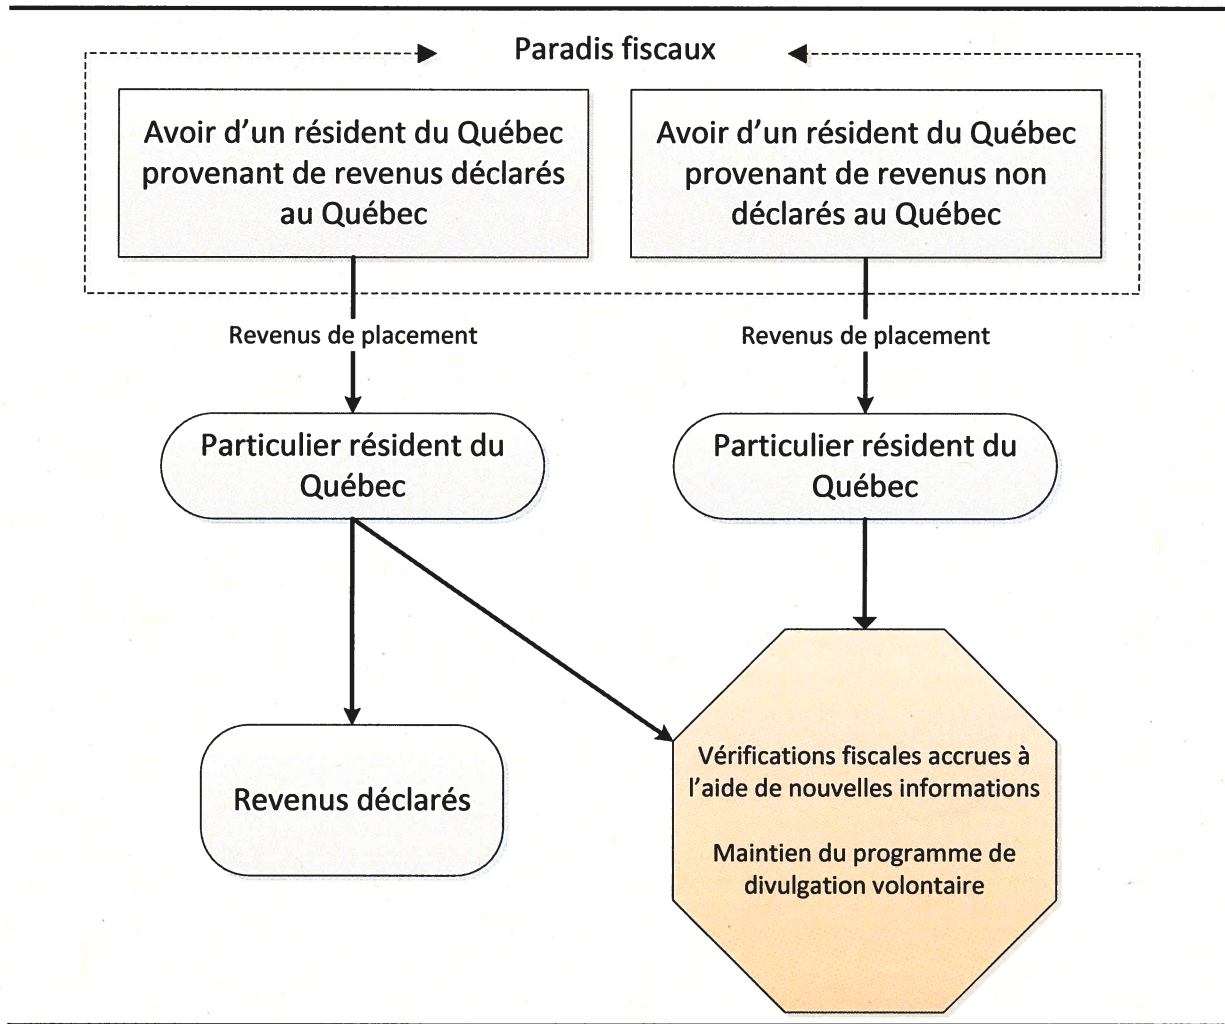 Paradis fiscaux
Avoir d'un résident du Québec
provenant de revenus déclarés
au Québec
Avoir d'un résident du Québec
provenant de revenus non
déclarés au Québec
Revenus de placement
Revenus de placement
Particulier résident du
Québec
Particulier résident du
Québec
Revenus déclarés
Vérifications fiscales accrues à
l'aide de nouvelles informations
Maintien du programme de
divulgation volontaire